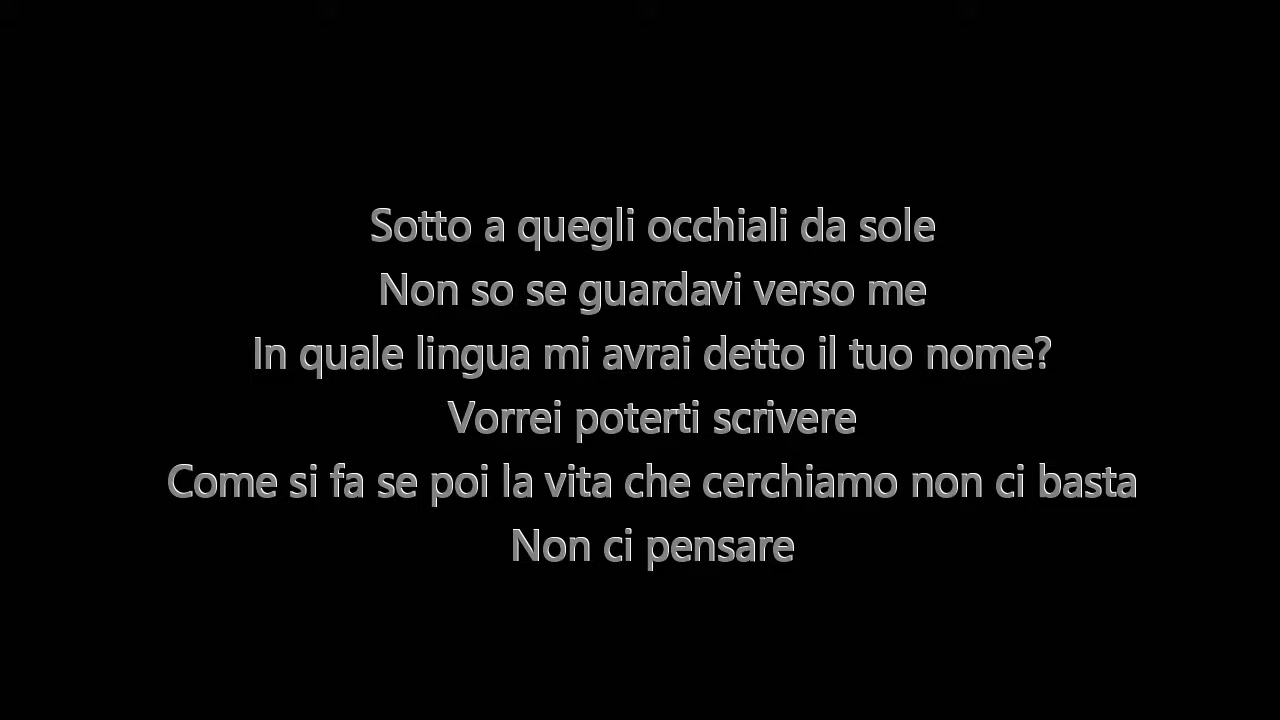 Sotto a quegli occhiali da sole
Non so se guardavi verso me
In quale lingua mi avrai detto il tuo nome?
Vorrei poterti scrivere
Come si fa se poi la vita che cerchiamo non ci basta
Non ci pensare